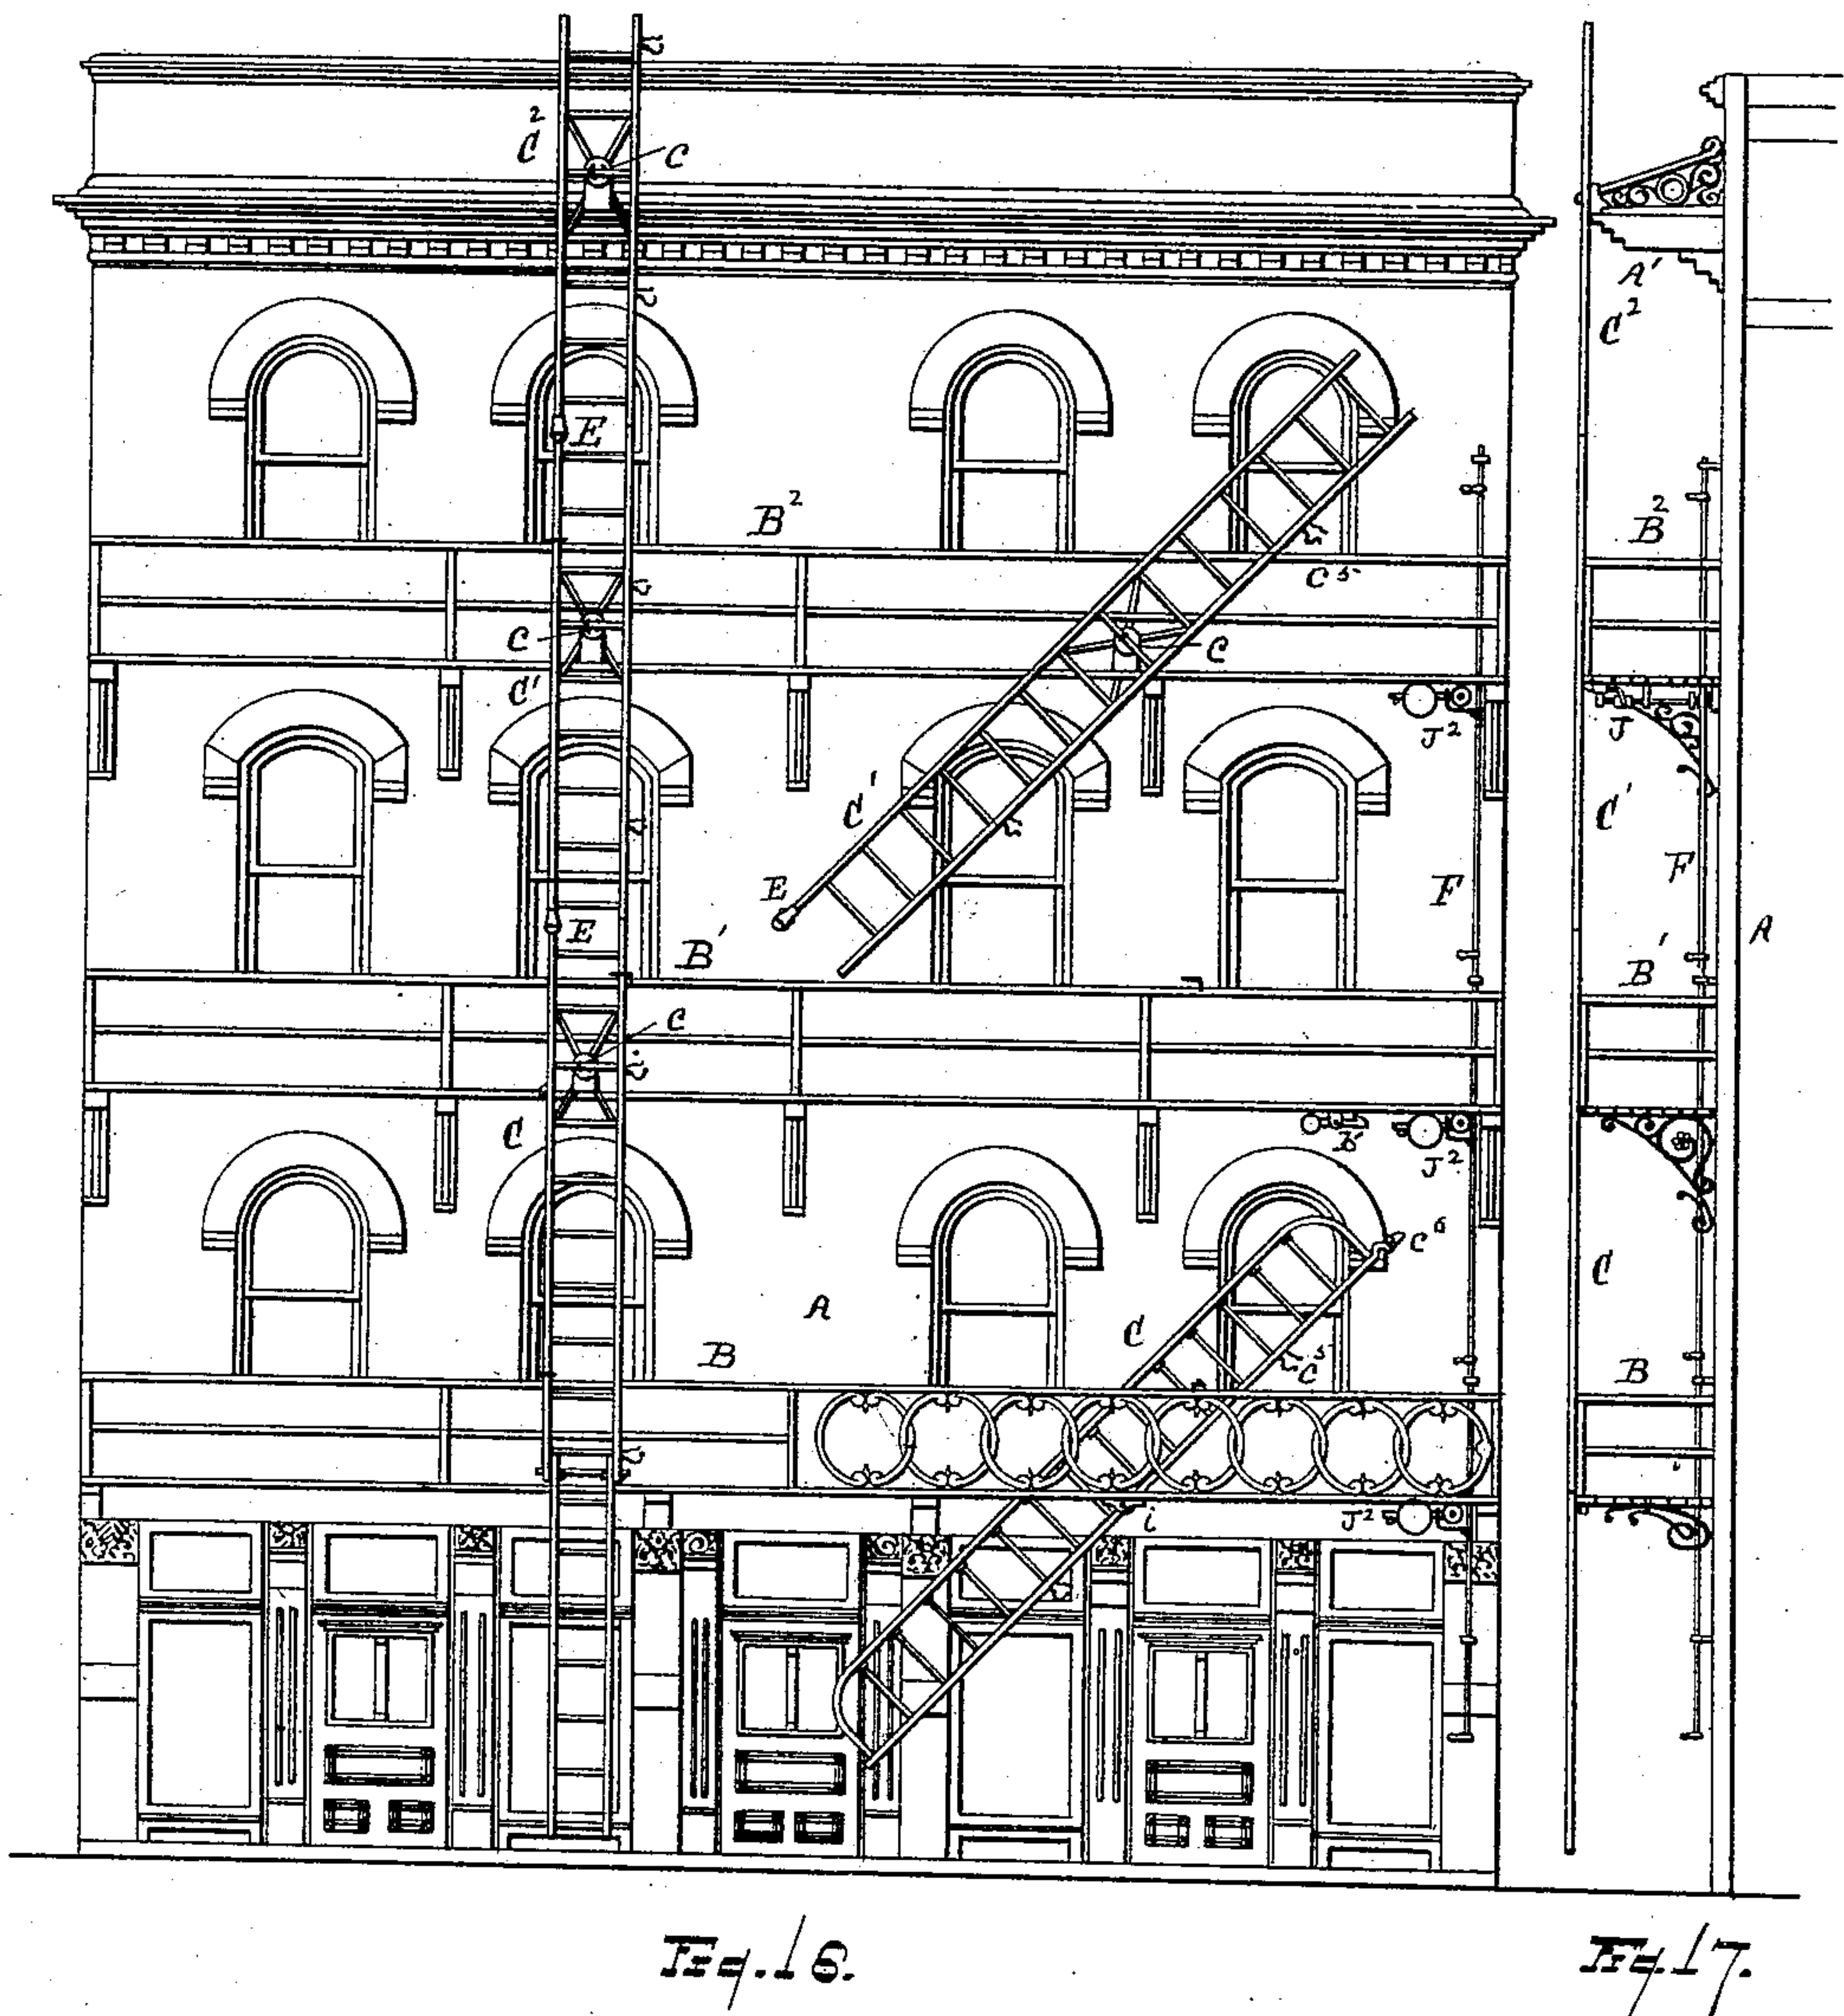 C²
C
A'
C²
E
B²
B²
C⁵
C
C
C'
J²
J
C'
C'
E
F
F
E
B'
A
B'
C
C
B'
J²
C⁶
C
A
C
B
C⁵
B
J²
i
Fig. 16.
Fig. 17.